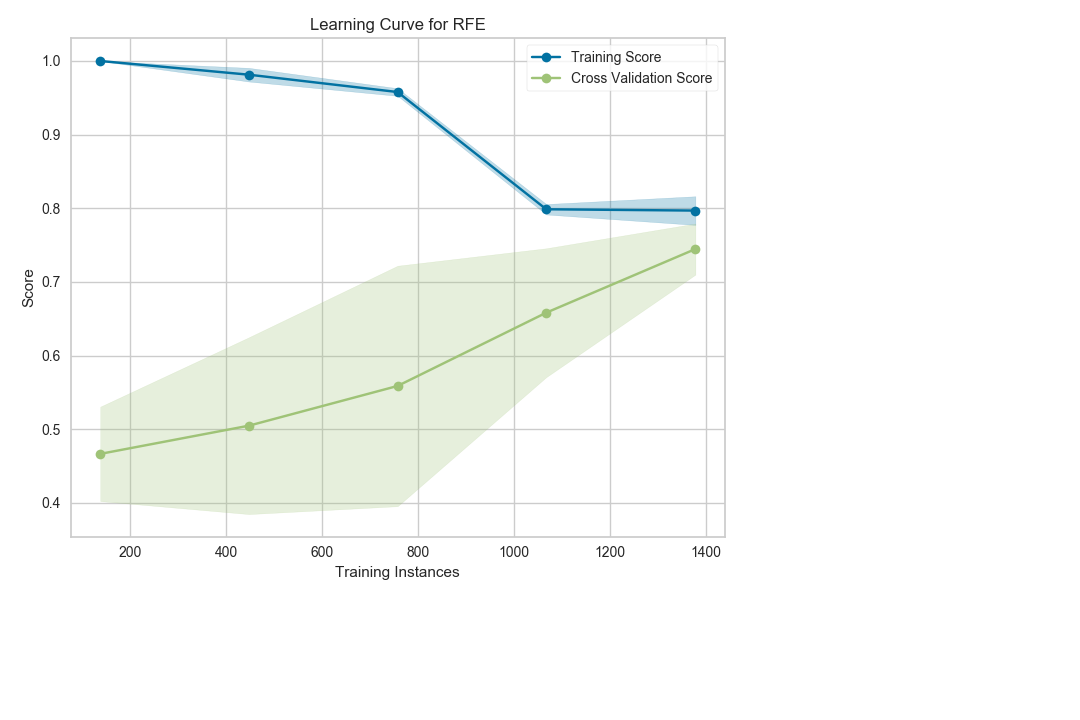 Learning Curve for RFE
Training Score
Cross Validation Score
1.0
0.9
0.8
0.7
0.6
0.5
0.4
Score
200 400 600 800 1000 1200 1400
Training Instances